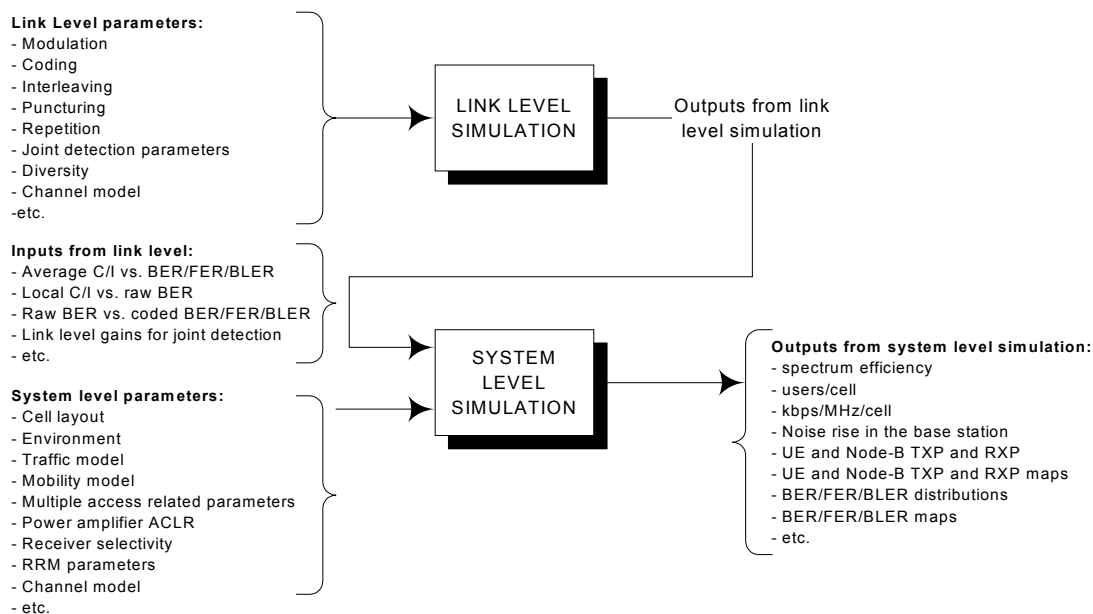 Link Level parameters:
- Modulation
- Coding
- Interleaving
- Puncturing
- Repetition
- Joint detection parameters
- Diversity
- Channel model
-etc.
LINK LEVEL
SIMULATION
Outputs from link
level simulation
Inputs from link level:
- Average C/I vs. BER/FER/BLER
- Local C/I vs. raw BER
- Raw BER vs. coded BER/FER/BLER
- Link level gains for joint detection
- etc.
System level parameters:
- Cell layout
- Environment
- Traffic model
- Mobility model
- Multiple access related parameters
- Power amplifier ACLR
- Receiver selectivity
- RRM parameters
- Channel model
- etc.
SYSTEM
LEVEL
SIMULATION
Outputs from system level simulation:
- spectrum efficiency
- users/cell
- kbps/MHz/cell
- Noise rise in the base station
- UE and Node-B TXP and RXP
- UE and Node-B TXP and RXP maps
- BER/FER/BLER distributions
- BER/FER/BLER maps
- etc.